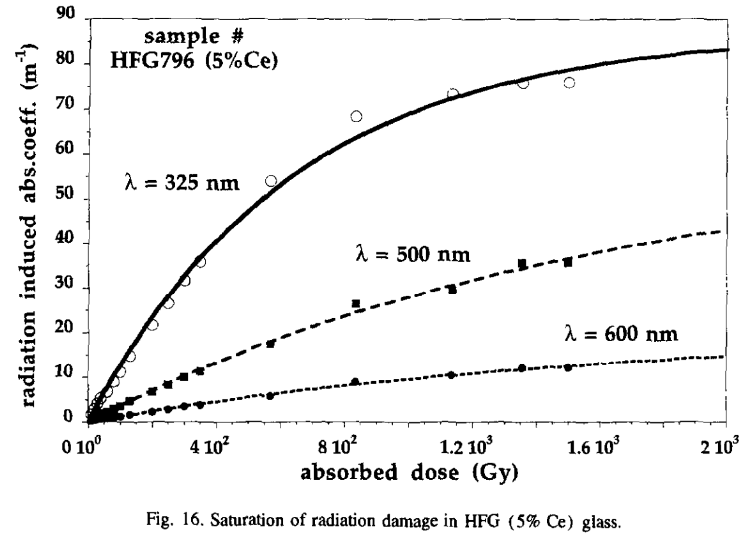 90
80
70
60
50
40
30
20
10
0
radiation induced abs.coeff. (m⁻¹)
sample #
HFG796 (5%Ce)
λ = 325 nm
λ = 500 nm
λ = 600 nm
0 10⁰
4 10²
8 10²
1.2 10³
1.6 10³
2 10³
absorbed dose (Gy)
Fig. 16. Saturation of radiation damage in HFG (5% Ce) glass.